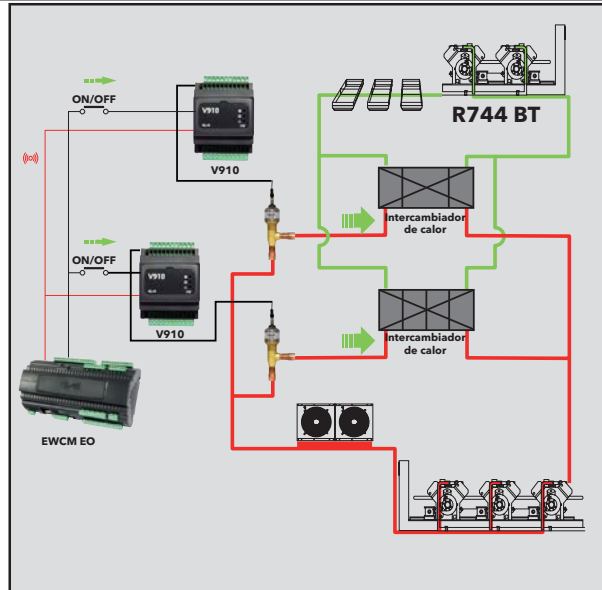 ON/OFF
V910
V910
R744 BT
Intercambiador
de calor
ON/OFF
V910
V910
Intercambiador
de calor
EWCM EO